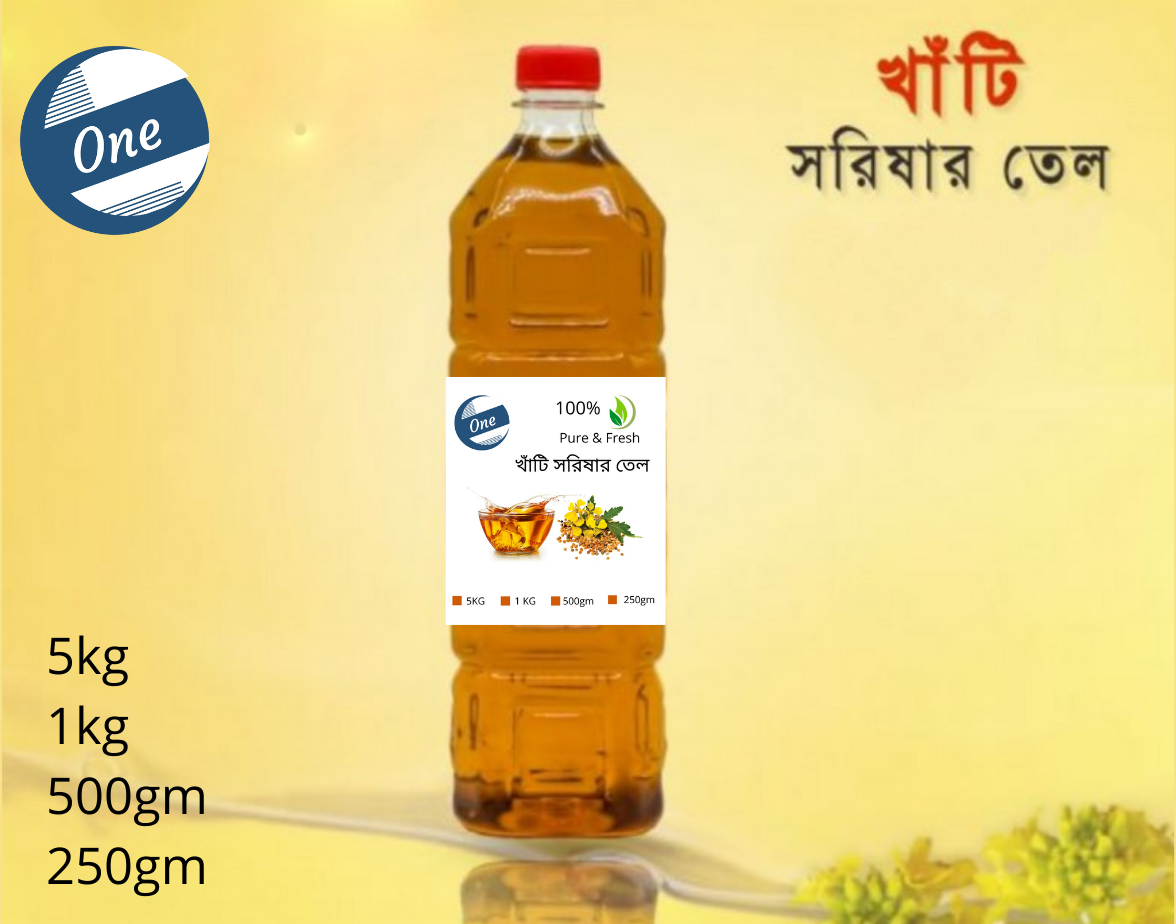 One
খাঁটি
সরিষার তেল
One
100%
Pure & Fresh
খাঁটি সরিষার তেল
5KG 1 KG 500gm 250gm
5kg
1kg
500gm
250gm